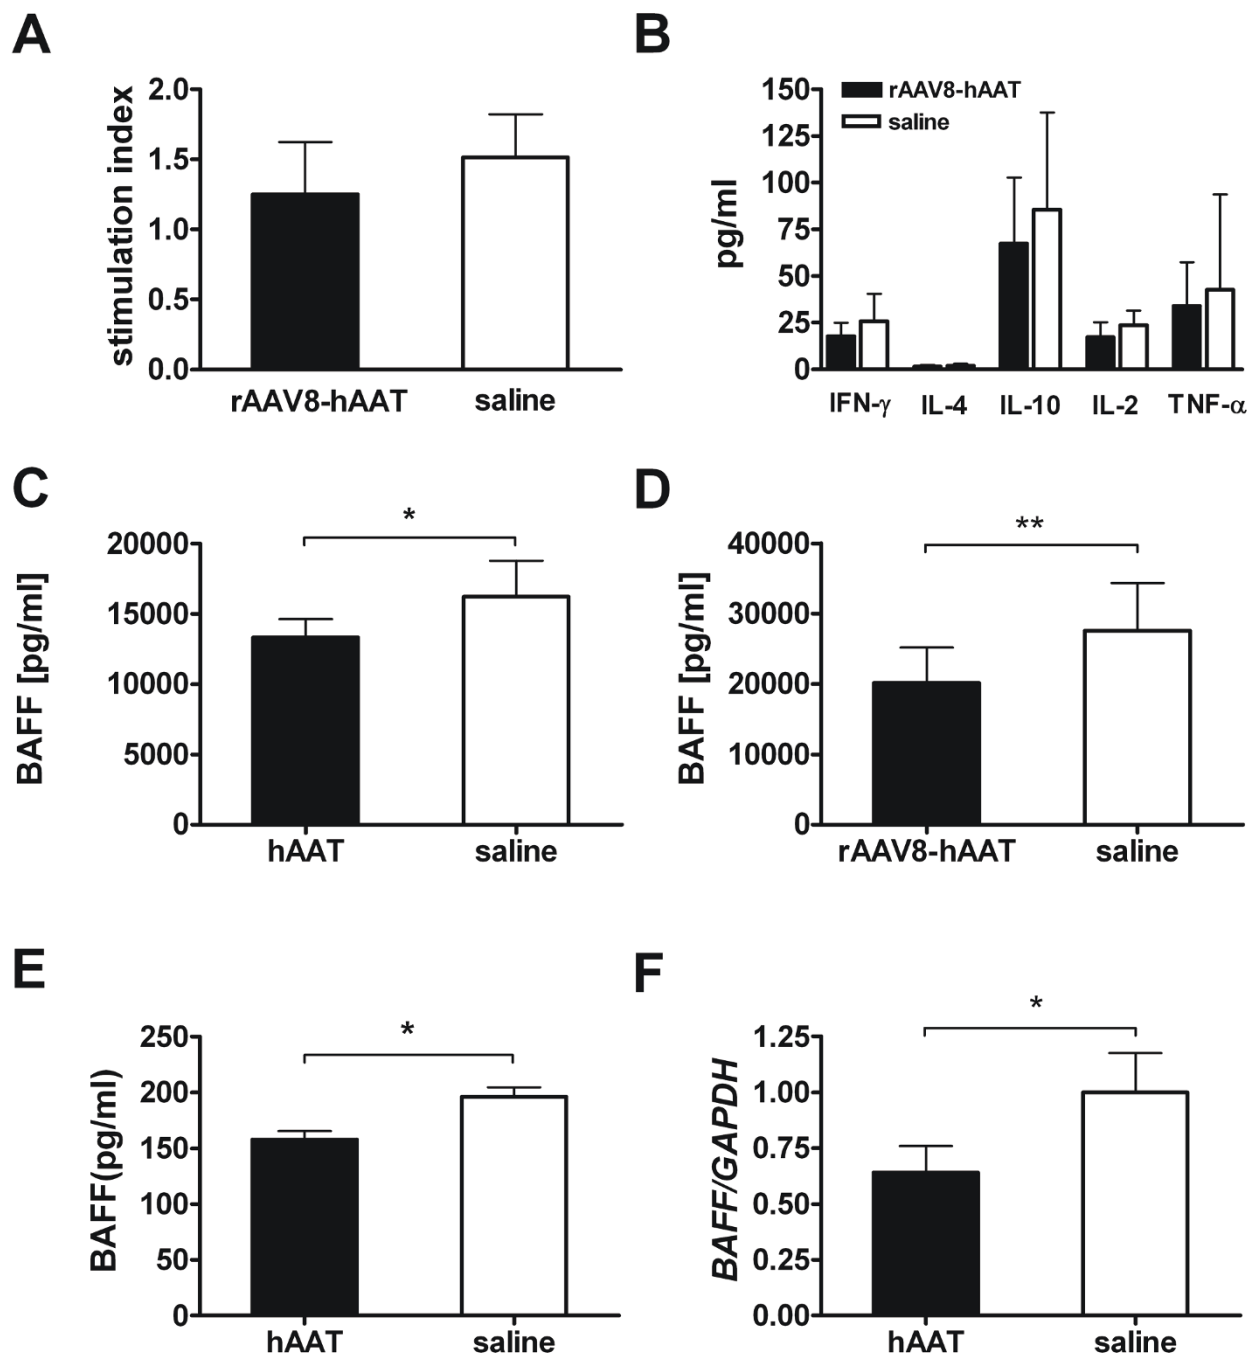 A
stimulation index
2.0
1.5
1.0
0.5
0.0
rAAV8-hAAT saline
B
pg/ml
150
125
100
75
50
25
0
rAAV8-hAAT
saline
IFN-γ IL-4 IL-10 IL-2 TNF-α
C
BAFF [pg/ml]
20000
15000
10000
5000
0
*
hAAT saline
D
BAFF [pg/ml]
40000
30000
20000
10000
0
**
rAAV8-hAAT saline
E
BAFF(pg/ml)
250
200
150
100
50
0
*
hAAT saline
F
BAFF/GAPDH
1.25
1.00
0.75
0.50
0.25
0.00
*
hAAT saline